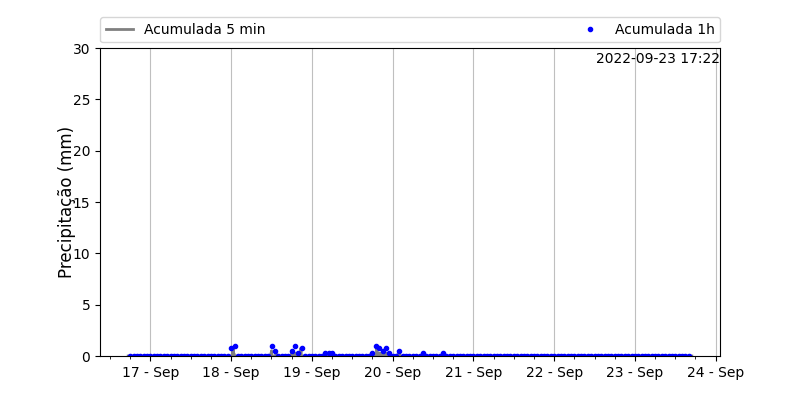 Acumulada 5 min Acumulada 1h
2022-09-23 17:22
Precipitação (mm)
30
25
20
15
10
5
0
17 - Sep 18 - Sep 19 - Sep 20 - Sep 21 - Sep 22 - Sep 23 - Sep 24 - Sep